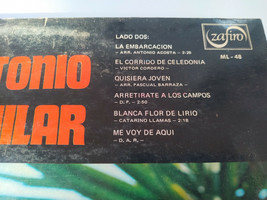 LADO DOS:
LA EMBARCACION
— ARR. ANTONIO ACOSTA — 2:36
EL CORRIDO DE CELEDONIA
— VICTOR CORDERO —
QUISIERA JOVEN
— ARR. PASCUAL BARRAZA —
ARRETIRATE A LOS CAMPOS
— D. P. — 2:50
BLANCA FLOR DE LIRIO
— CATARINO LLAMAS — 2:19
ME VOY DE AQUI
— D. A. R. —
zafiro
ML-48
TONIO
UILAR